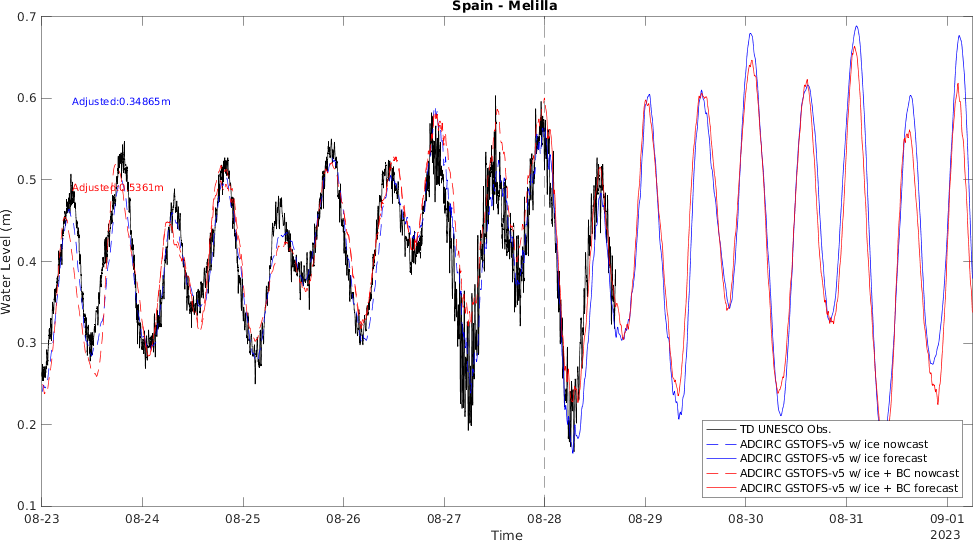 Spain - Melilla
0.7
0.6
0.5
0.4
0.3
0.2
0.1
Water Level (m)
Adjusted:0.34865m
Adjusted:0.5361m
TD UNESCO Obs.
ADCIRC GSTOFS-v5 w/ ice nowcast
ADCIRC GSTOFS-v5 w/ ice forecast
ADCIRC GSTOFS-v5 w/ ice + BC nowcast
ADCIRC GSTOFS-v5 w/ ice + BC forecast
08-23 08-24 08-25 08-26 08-27 08-28 08-29 08-30 08-31 09-01
2023
Time